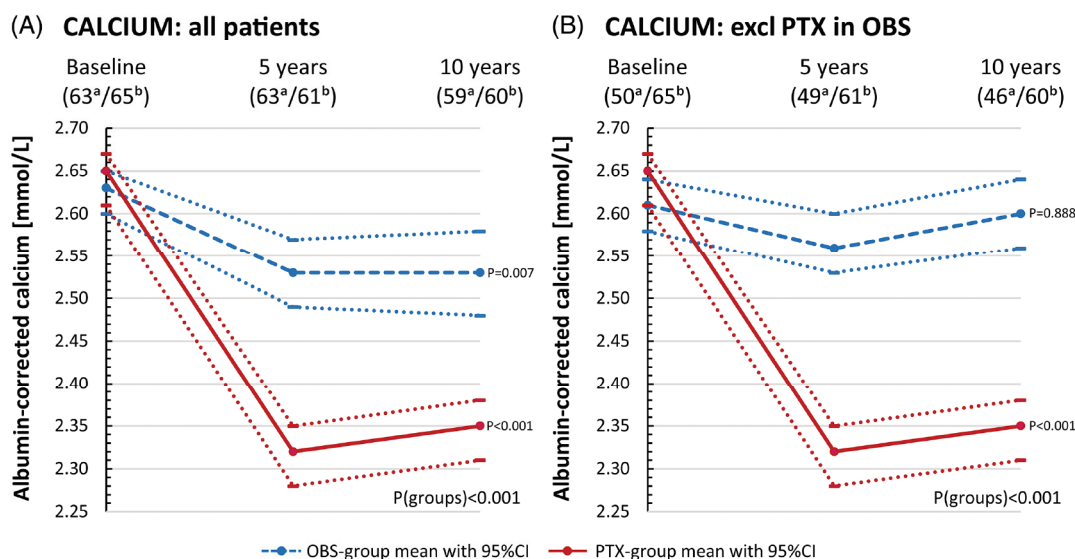 (A) CALCIUM: all patients
Baseline 5 years 10 years
(63ᵃ/65ᵇ) (63ᵃ/61ᵇ) (59ᵃ/60ᵇ)
Albumin-corrected calcium [mmol/L]
2.70
2.65
2.60
2.55
2.50
2.45
2.40
2.35
2.30
2.25
P=0.007
P<0.001
P(groups)<0.001
(B) CALCIUM: excl PTX in OBS
Baseline 5 years 10 years
(50ᵃ/65ᵇ) (49ᵃ/61ᵇ) (46ᵃ/60ᵇ)
Albumin-corrected calcium [mmol/L]
2.70
2.65
2.60
2.55
2.50
2.45
2.40
2.35
2.30
2.25
P=0.888
P<0.001
P(groups)<0.001
OBS-group mean with 95%CI PTX-group mean with 95%CI